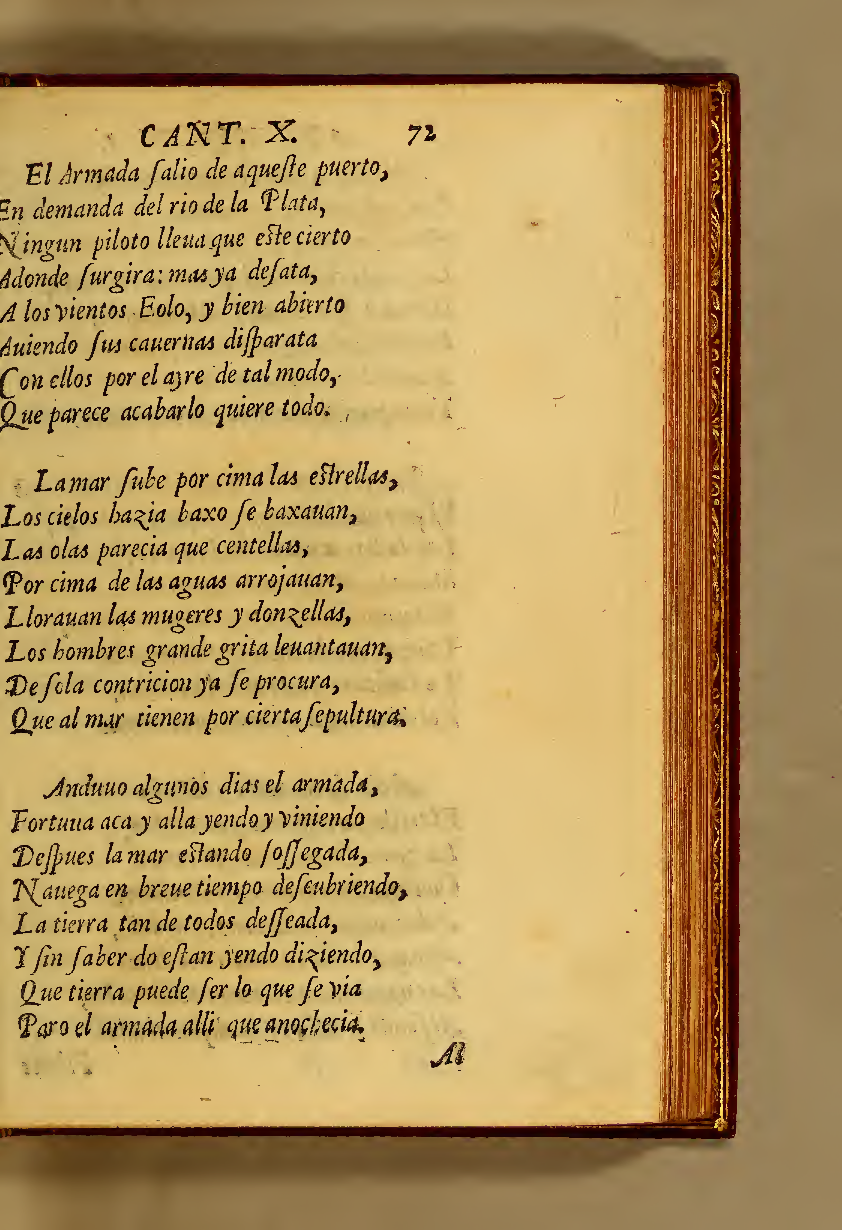 CANT. X. 72
El Armada ſalio de aqueſte puerto,
En demanda del rio de la Plata,
Ningun piloto lleua que eſte cierto
Adonde ſurgira: mas ya deſata,
A los vientos Eolo, y bien abierto
Auiendo ſus cauernas diſparata
Con ellos por el ayre de tal modo,
Que parece acabarlo quiere todo.
La mar ſube por cima las eſtrellas,
Los cielos hazia baxo ſe baxauan,
Las olas parecia que centellas,
Por cima de las aguas arrojauan,
Llorauan las mugeres y donzellas,
Los hombres grande grita leuantauan,
De ſola contricion ya ſe procura,
Que al mar tienen por cierta ſepultura.
Anduuo algunos dias el armada,
Fortuua aca y alla yendo y viniendo
Deſpues la mar eſtando ſoſſegada,
Nauega en breue tiempo deſcubriendo,
La tierra tan de todos deſſeada,
Y ſin ſaber do eſtan yendo diziendo,
Que tierra puede ſer lo que ſe via
Paro el armada alli que anochecia.
Al